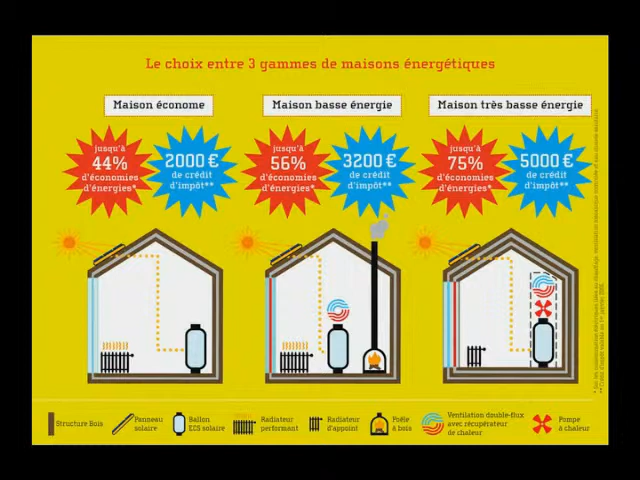 Le choix entre 3 gammes de maisons énergétiques
Maison économe
Maison basse énergie
Maison très basse énergie
jusqu'à
44%
d'économies
d'énergies*
2000 €
de crédit
d'impôt**
jusqu'à
56%
d'économies
d'énergies*
3200 €
de crédit
d'impôt**
jusqu'à
75%
d'économies
d'énergies*
5000 €
de crédit
d'impôt**
Structure Bois
Panneau
solaire
Ballon
ECS solaire
Radiateur
performant
Radiateur
d'appoint
Poêle
à bois
Ventilation double-flux
avec récupérateur
de chaleur
Pompe
à chaleur